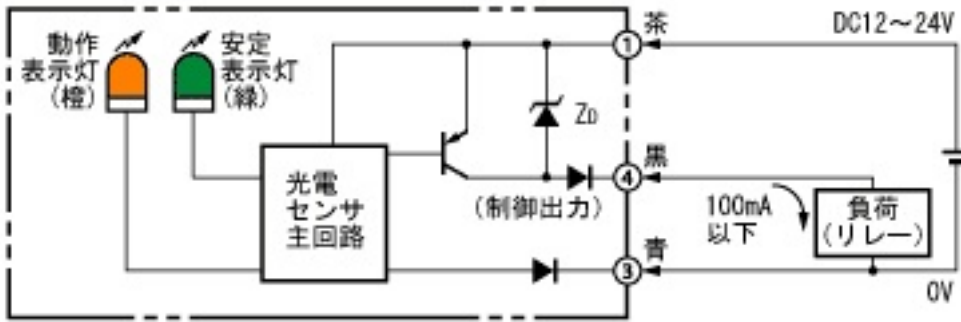 動作
表示灯
(橙)
安定
表示灯
(緑)
光電
センサ
主回路
ZD
(制御出力)
① 茶
④ 黒
③ 青
DC12～24V
100mA
以下
負荷
(リレー)
0V